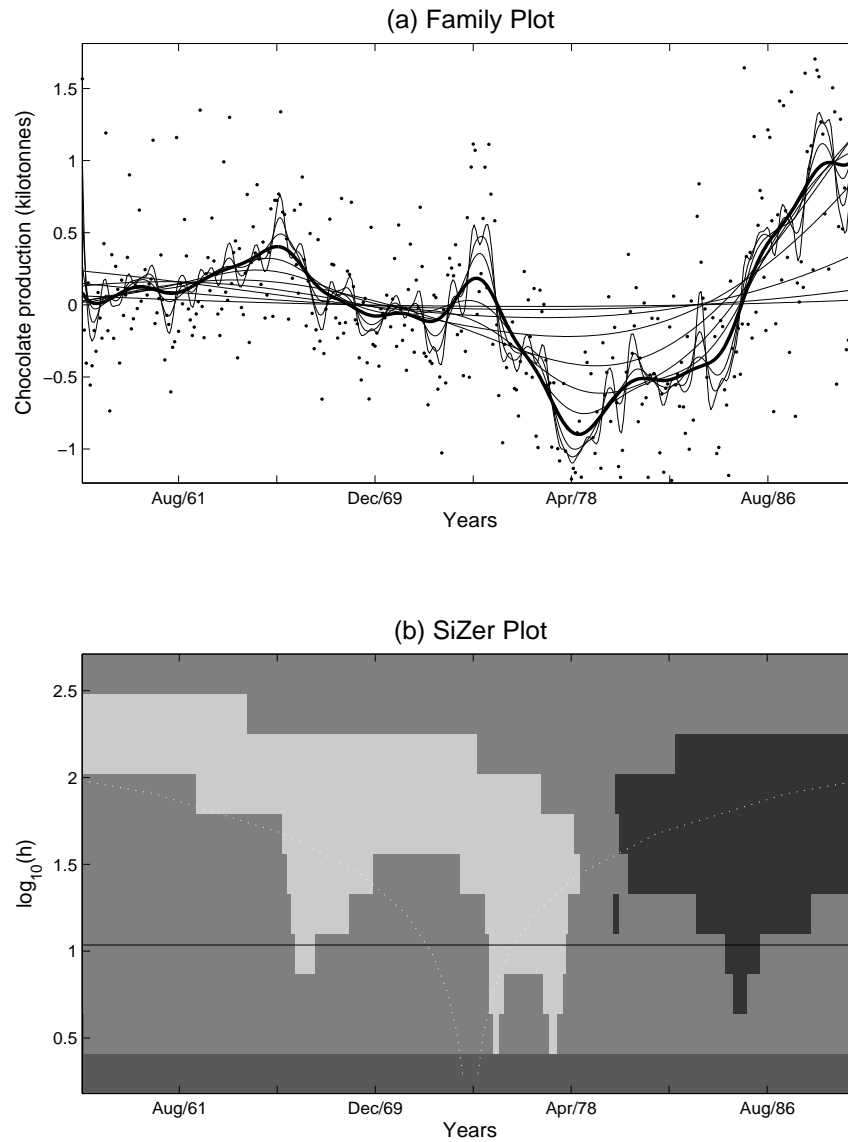 (a) Family Plot
1.5
1
0.5
0
−0.5
−1
Chocolate production (kilotonnes)
Aug/61 Dec/69 Apr/78 Aug/86
Years
(b) SiZer Plot
2.5
2
1.5
1
0.5
log10(h)
Aug/61 Dec/69 Apr/78 Aug/86
Years